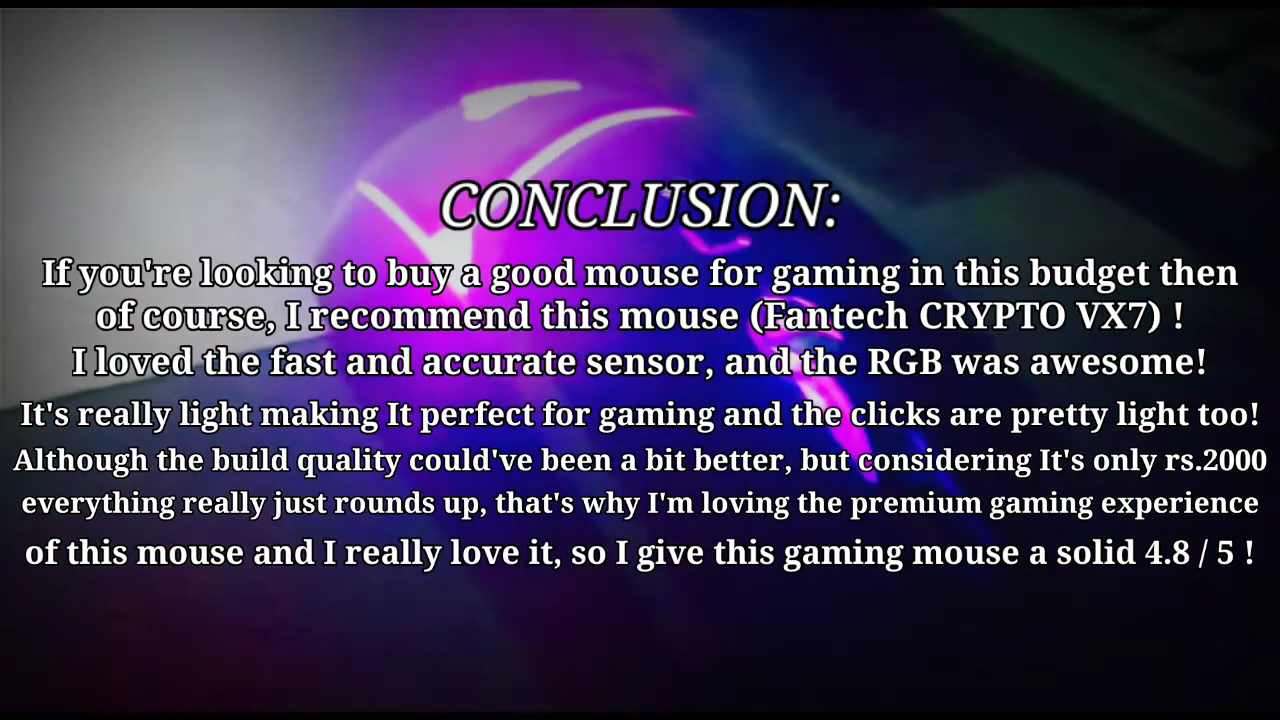 CONCLUSION:
If you're looking to buy a good mouse for gaming in this budget then
of course, I recommend this mouse (Fantech CRYPTO VX7) !
I loved the fast and accurate sensor, and the RGB was awesome!
It's really light making It perfect for gaming and the clicks are pretty light too!
Although the build quality could've been a bit better, but considering It's only rs.2000
everything really just rounds up, that's why I'm loving the premium gaming experience
of this mouse and I really love it, so I give this gaming mouse a solid 4.8 / 5 !